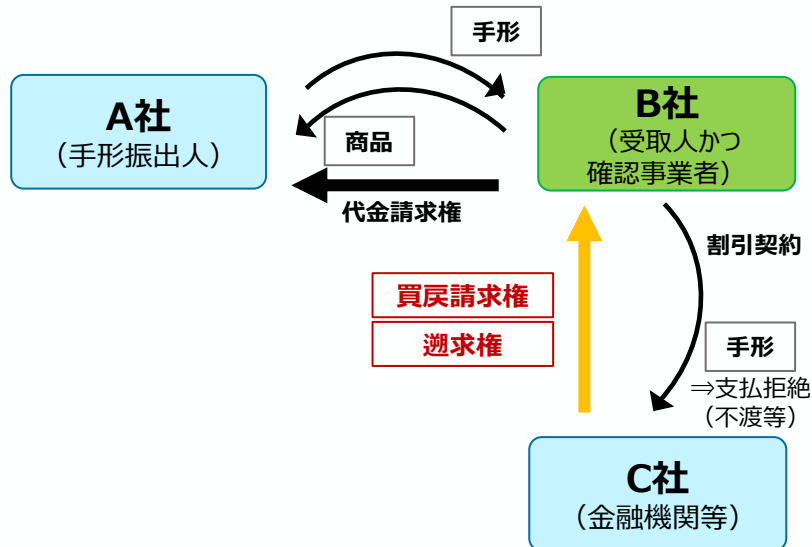 手形
A社
（手形振出人）
B社
（受取人かつ
確認事業者）
商品
代金請求権
割引契約
買戻請求権
遡求権
手形
⇒支払拒絶
（不渡等）
C社
（金融機関等）